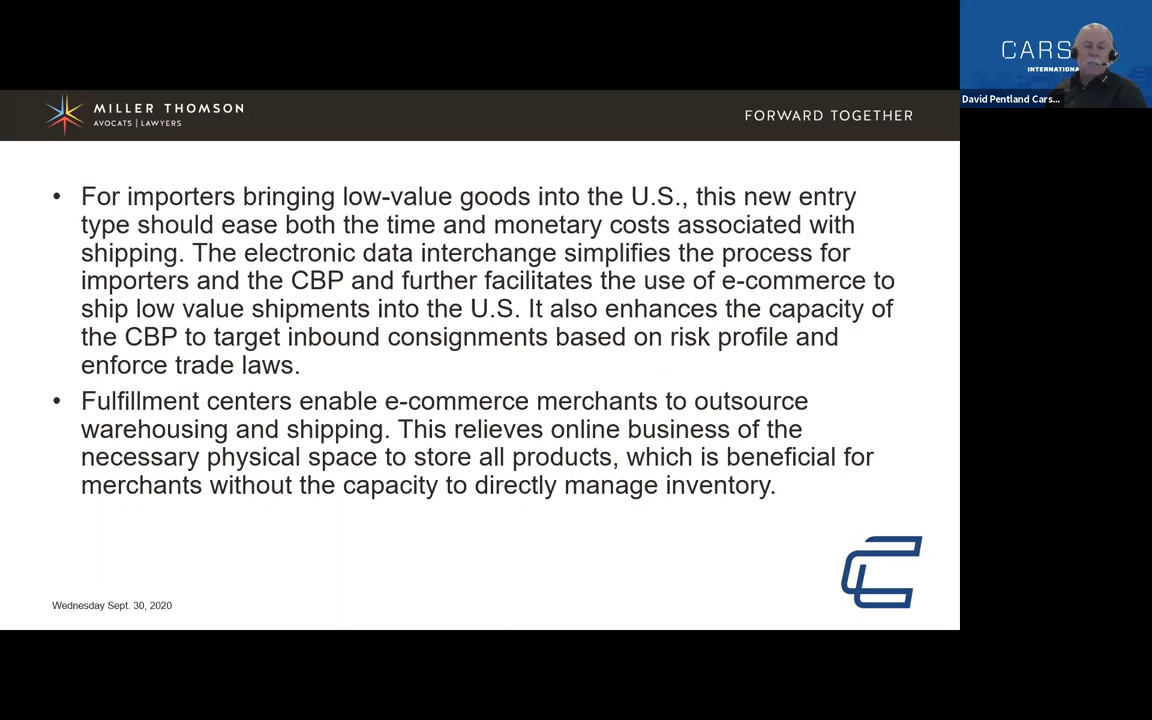 CARS
INTERNATIONA
David Pentland Cars...
MILLER THOMSON
AVOCATS | LAWYERS
FORWARD TOGETHER
• For importers bringing low-value goods into the U.S., this new entry
type should ease both the time and monetary costs associated with
shipping. The electronic data interchange simplifies the process for
importers and the CBP and further facilitates the use of e-commerce to
ship low value shipments into the U.S. It also enhances the capacity of
the CBP to target inbound consignments based on risk profile and
enforce trade laws.
• Fulfillment centers enable e-commerce merchants to outsource
warehousing and shipping. This relieves online business of the
necessary physical space to store all products, which is beneficial for
merchants without the capacity to directly manage inventory.
Wednesday Sept. 30, 2020